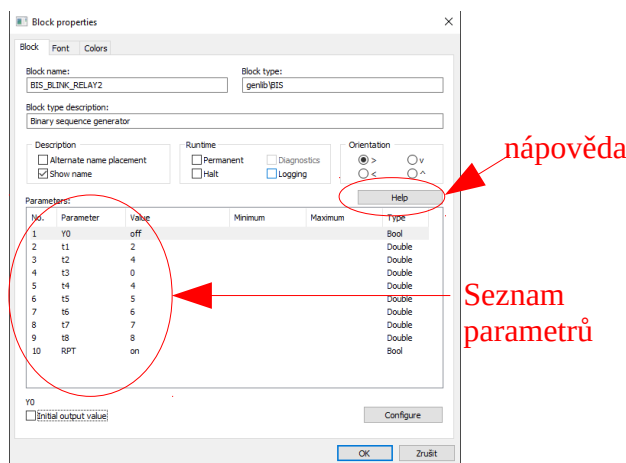 Block properties
Block Font Colors
Block name: Block type:
BIS_BLINK_RELAY2 genlib\BIS
Block type description:
Binary sequence generator
Description Runtime Orientation
Alternate name placement Permanent Diagnostics > v
Show name Halt Logging < ^
nápověda
Help
Parameters:
No. Parameter Value Minimum Maximum Type
1 Y0 off Bool
2 t1 2 Double
3 t2 4 Double
4 t3 0 Double
5 t4 4 Double
6 t5 5 Double
7 t6 6 Double
8 t7 7 Double
9 t8 8 Double
10 RPT on Bool
Seznam
parametrů
Y0
Initial output value Configure
OK Zrušit